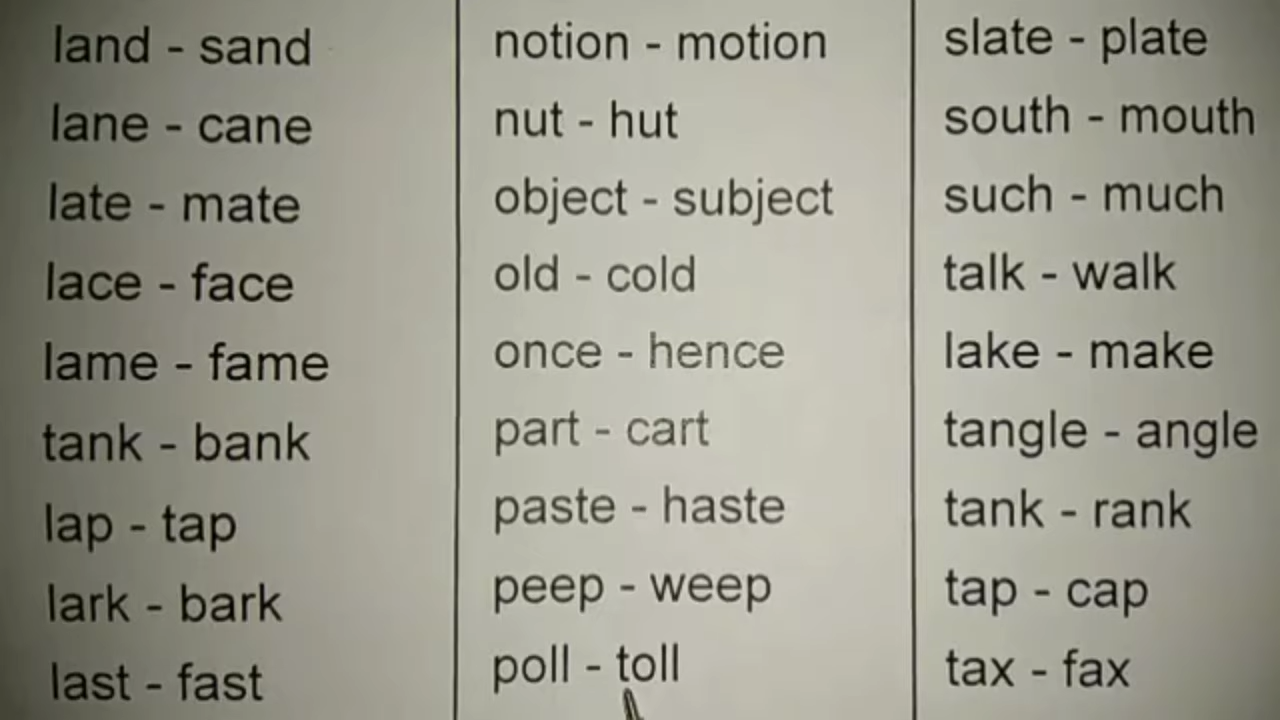 land - sand
lane - cane
late - mate
lace - face
lame - fame
tank - bank
lap - tap
lark - bark
last - fast
notion - motion
nut - hut
object - subject
old - cold
once - hence
part - cart
paste - haste
peep - weep
poll - toll
slate - plate
south - mouth
such - much
talk - walk
lake - make
tangle - angle
tank - rank
tap - cap
tax - fax